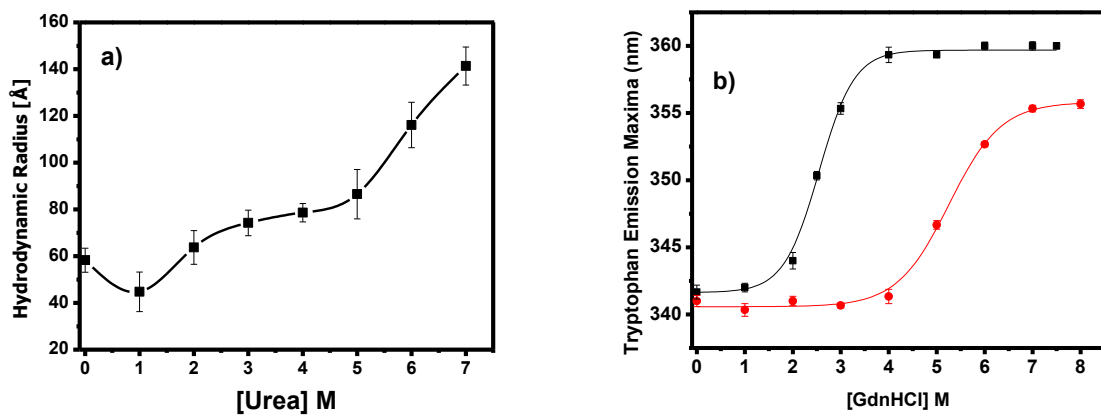 a)
Hydrodynamic Radius [Å]
160
140
120
100
80
60
40
20
0 1 2 3 4 5 6 7
[Urea] M
b)
Tryptophan Emission Maxima (nm)
360
355
350
345
340
0 1 2 3 4 5 6 7 8
[GdnHCl] M